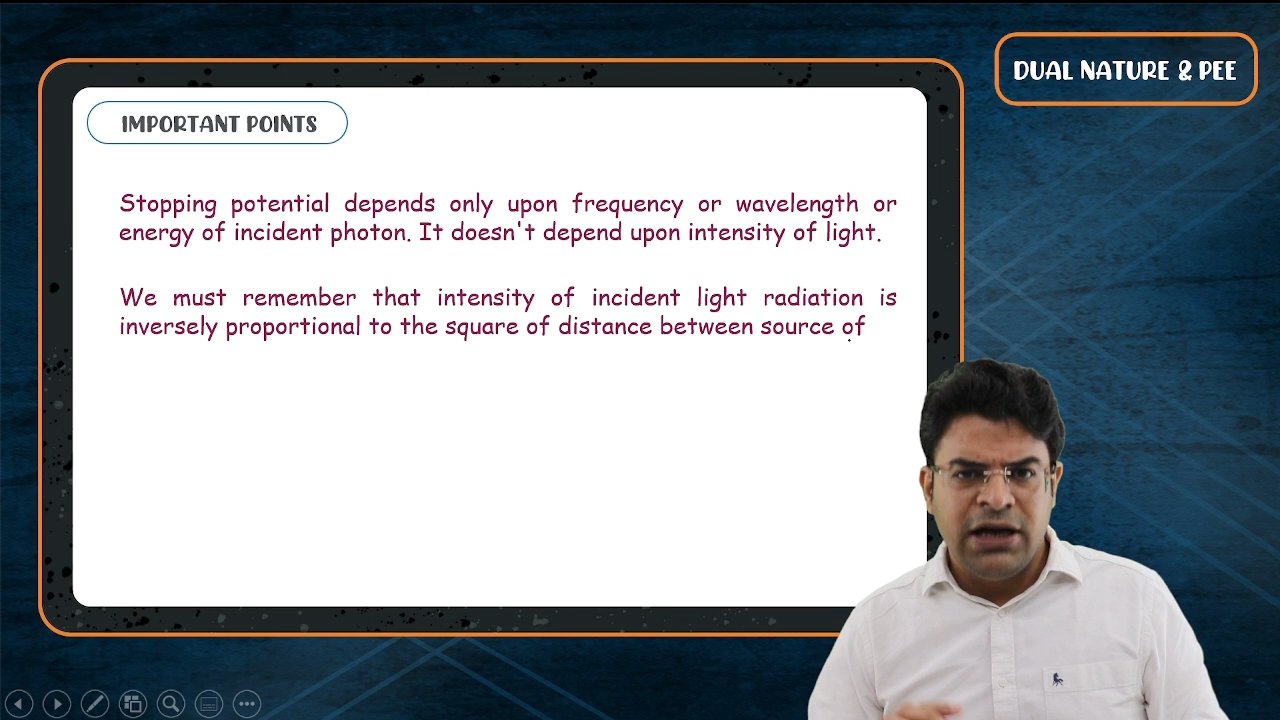 DUAL NATURE & PEE
IMPORTANT POINTS
Stopping potential depends only upon frequency or wavelength or
energy of incident photon. It doesn't depend upon intensity of light.
We must remember that intensity of incident light radiation is
inversely proportional to the square of distance between source of